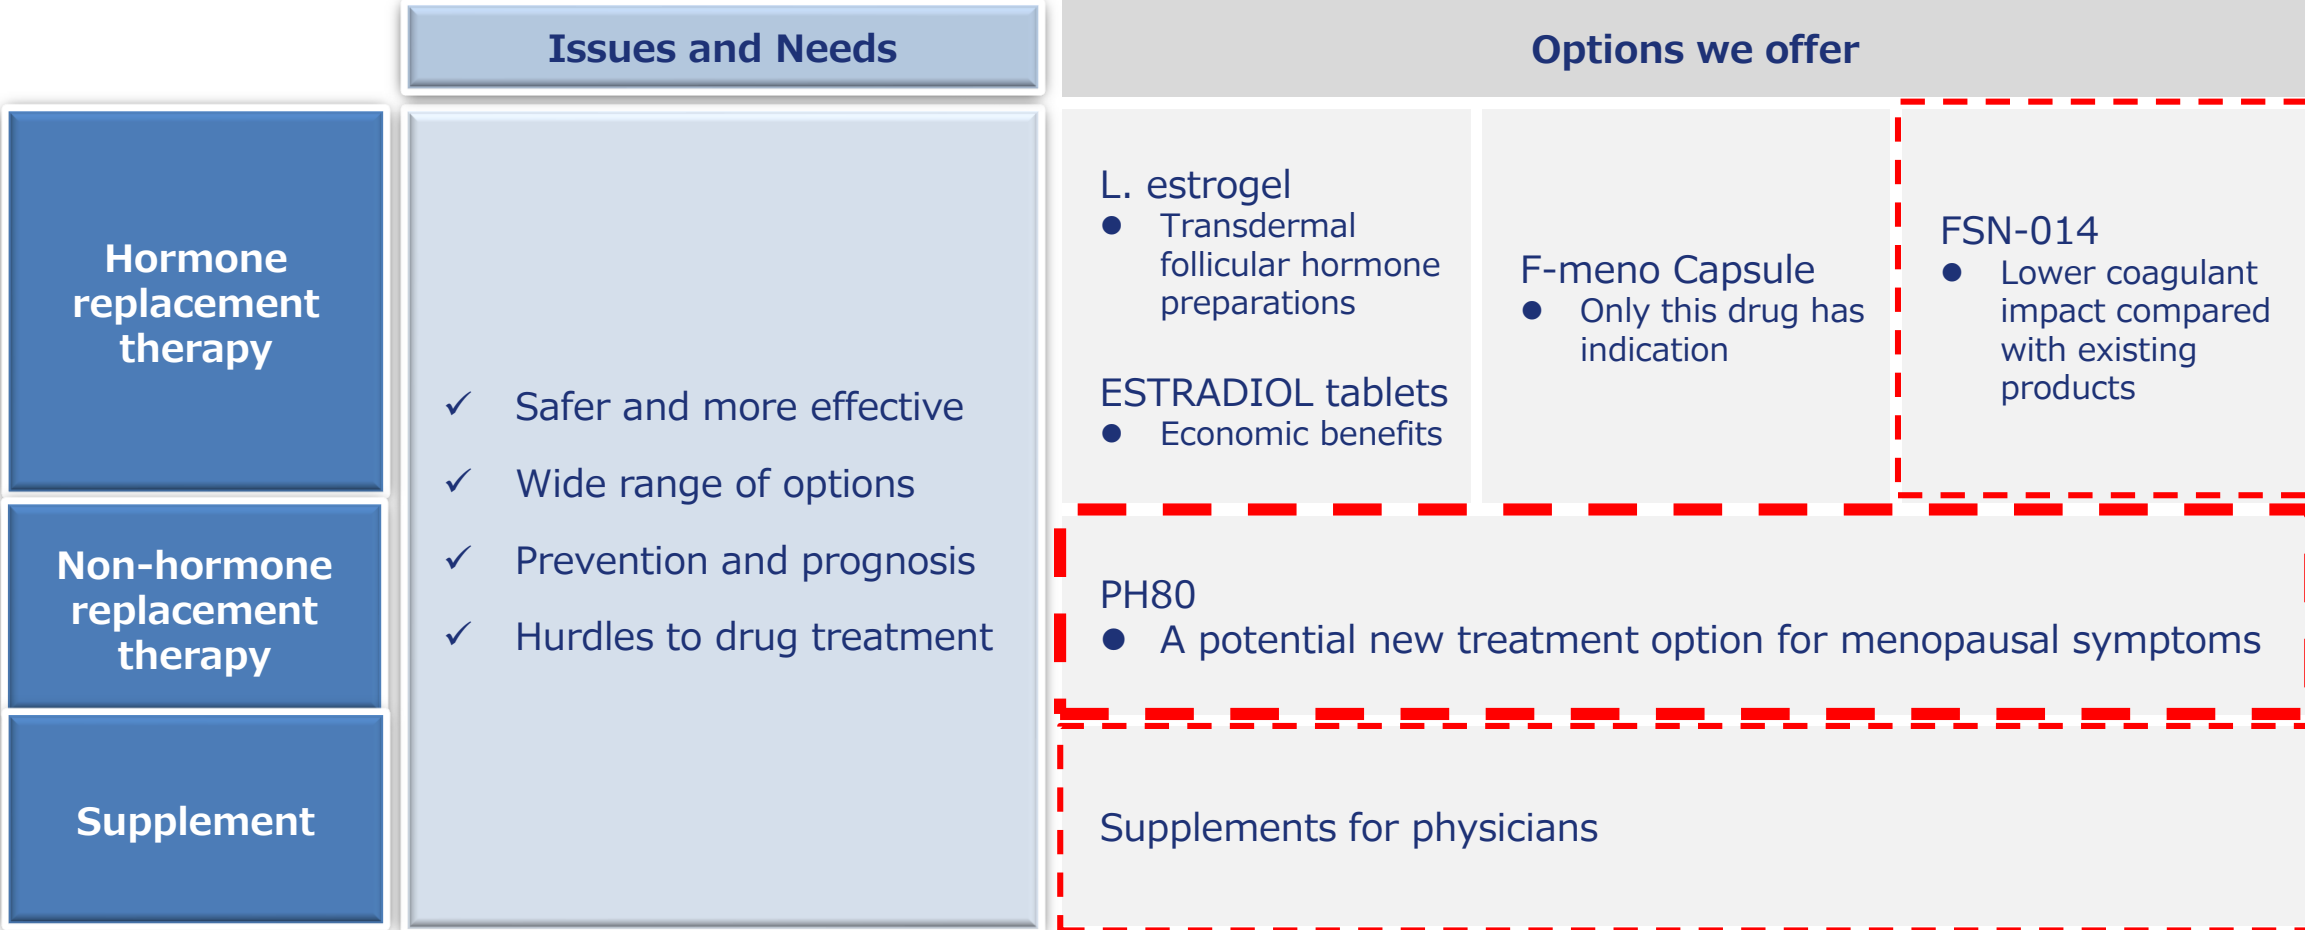 Issues and Needs
Options we offer
Hormone
replacement
therapy
✓ Safer and more effective
✓ Wide range of options
✓ Prevention and prognosis
✓ Hurdles to drug treatment
L. estrogel
● Transdermal
follicular hormone
preparations
ESTRADIOL tablets
● Economic benefits
F-meno Capsule
● Only this drug has
indication
FSN-014
● Lower coagulant
impact compared
with existing
products
Non-hormone
replacement
therapy
PH80
● A potential new treatment option for menopausal symptoms
Supplement
Supplements for physicians